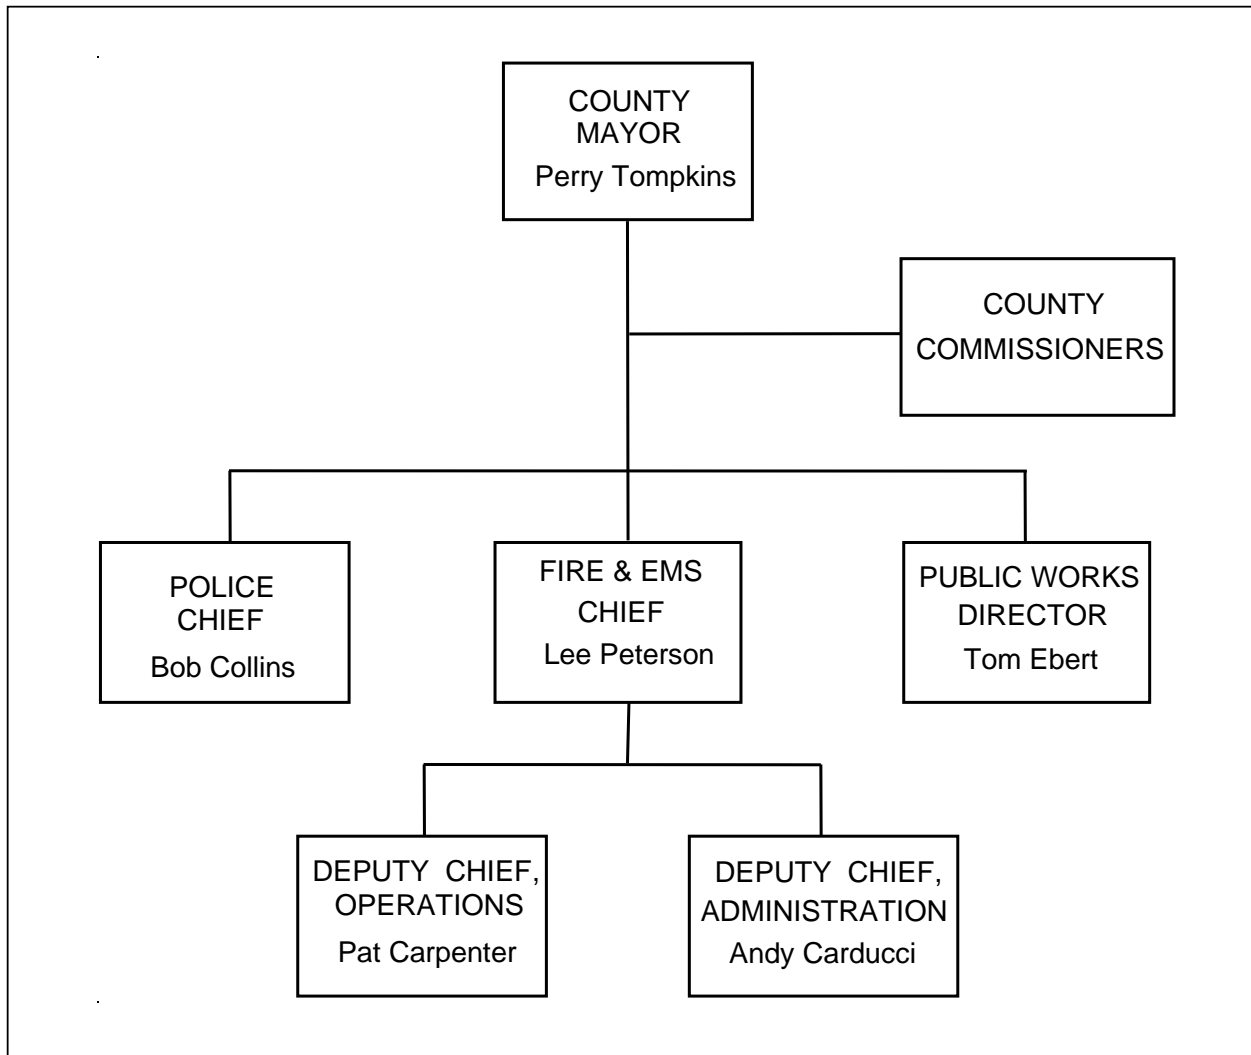 COUNTY
MAYOR
Perry Tompkins
COUNTY
COMMISSIONERS
POLICE
CHIEF
Bob Collins
FIRE & EMS
CHIEF
Lee Peterson
PUBLIC WORKS
DIRECTOR
Tom Ebert
DEPUTY CHIEF,
OPERATIONS
Pat Carpenter
DEPUTY CHIEF,
ADMINISTRATION
Andy Carducci